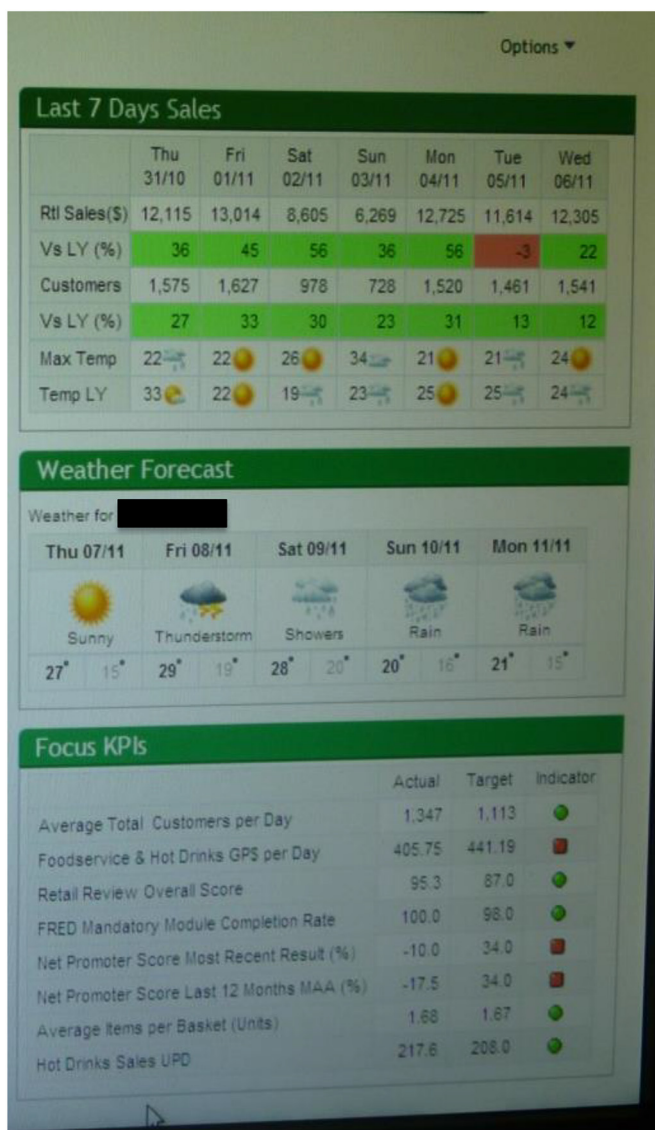 Options
Last 7 Days Sales
Thu Fri Sat Sun Mon Tue Wed
31/10 01/11 02/11 03/11 04/11 05/11 06/11
Rtl Sales($) 12,115 13,014 8,605 6,269 12,725 11,614 12,305
Vs LY (%) 36 45 56 36 56 -3 22
Customers 1,575 1,627 978 728 1,520 1,461 1,541
Vs LY (%) 27 33 30 23 31 13 12
Max Temp 22 22 26 34 21 21 24
Temp LY 33 22 19 23 25 25 24
Weather Forecast
Weather for
Thu 07/11 Fri 08/11 Sat 09/11 Sun 10/11 Mon 11/11
Sunny Thunderstorm Showers Rain Rain
27° 15° 29° 19° 28° 20° 20° 16° 21° 15°
Focus KPIs
Actual Target Indicator
Average Total Customers per Day 1,347 1,113
Foodservice & Hot Drinks GP$ per Day 405.75 441.19
Retail Review Overall Score 95.3 87.0
FRED Mandatory Module Completion Rate 100.0 98.0
Net Promoter Score Most Recent Result (%) -10.0 34.0
Net Promoter Score Last 12 Months MAA (%) -17.5 34.0
Average Items per Basket (Units) 1.68 1.67
Hot Drinks Sales UPD 217.6 208.0